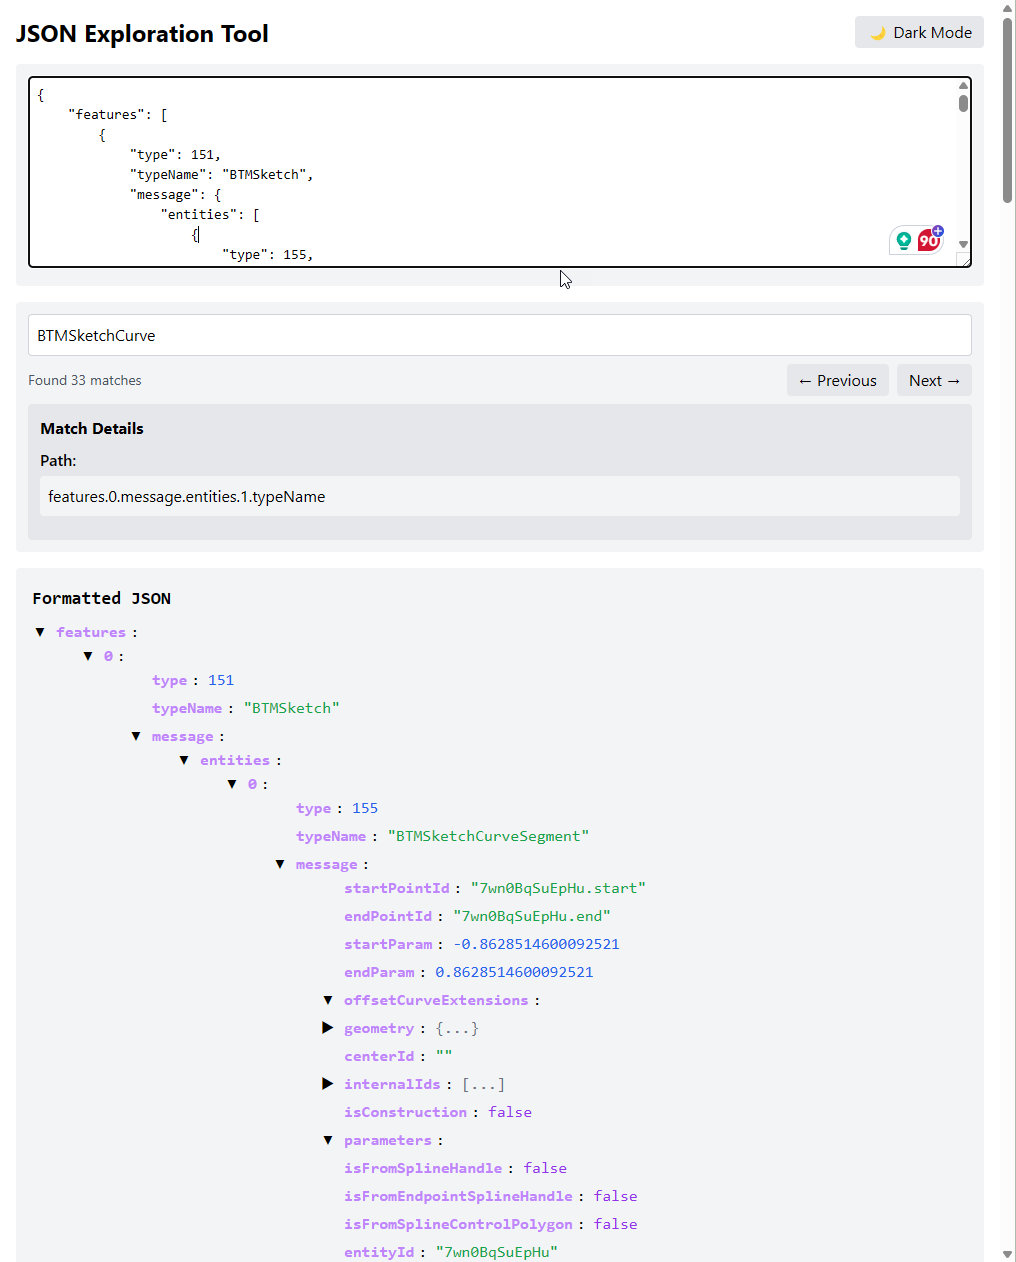 JSON Exploration Tool
🌙 Dark Mode
{
"features": [
{
"type": 151,
"typeName": "BTMSketch",
"message": {
"entities": [
{
"type": 155,
90
BTMSketchCurve
Found 33 matches
← Previous
Next →
Match Details
Path:
features.0.message.entities.1.typeName
Formatted JSON
▼ features :
▼ 0 :
type : 151
typeName : "BTMSketch"
▼ message :
▼ entities :
▼ 0 :
type : 155
typeName : "BTMSketchCurveSegment"
▼ message :
startPointId : "7wn0BqSuEpHu.start"
endPointId : "7wn0BqSuEpHu.end"
startParam : -0.8628514600092521
endParam : 0.8628514600092521
▼ offsetCurveExtensions :
▶ geometry : {...}
centerId : ""
▶ internalIds : [...]
isConstruction : false
▼ parameters :
isFromSplineHandle : false
isFromEndpointSplineHandle : false
isFromSplineControlPolygon : false
entityId : "7wn0BqSuEpHu"